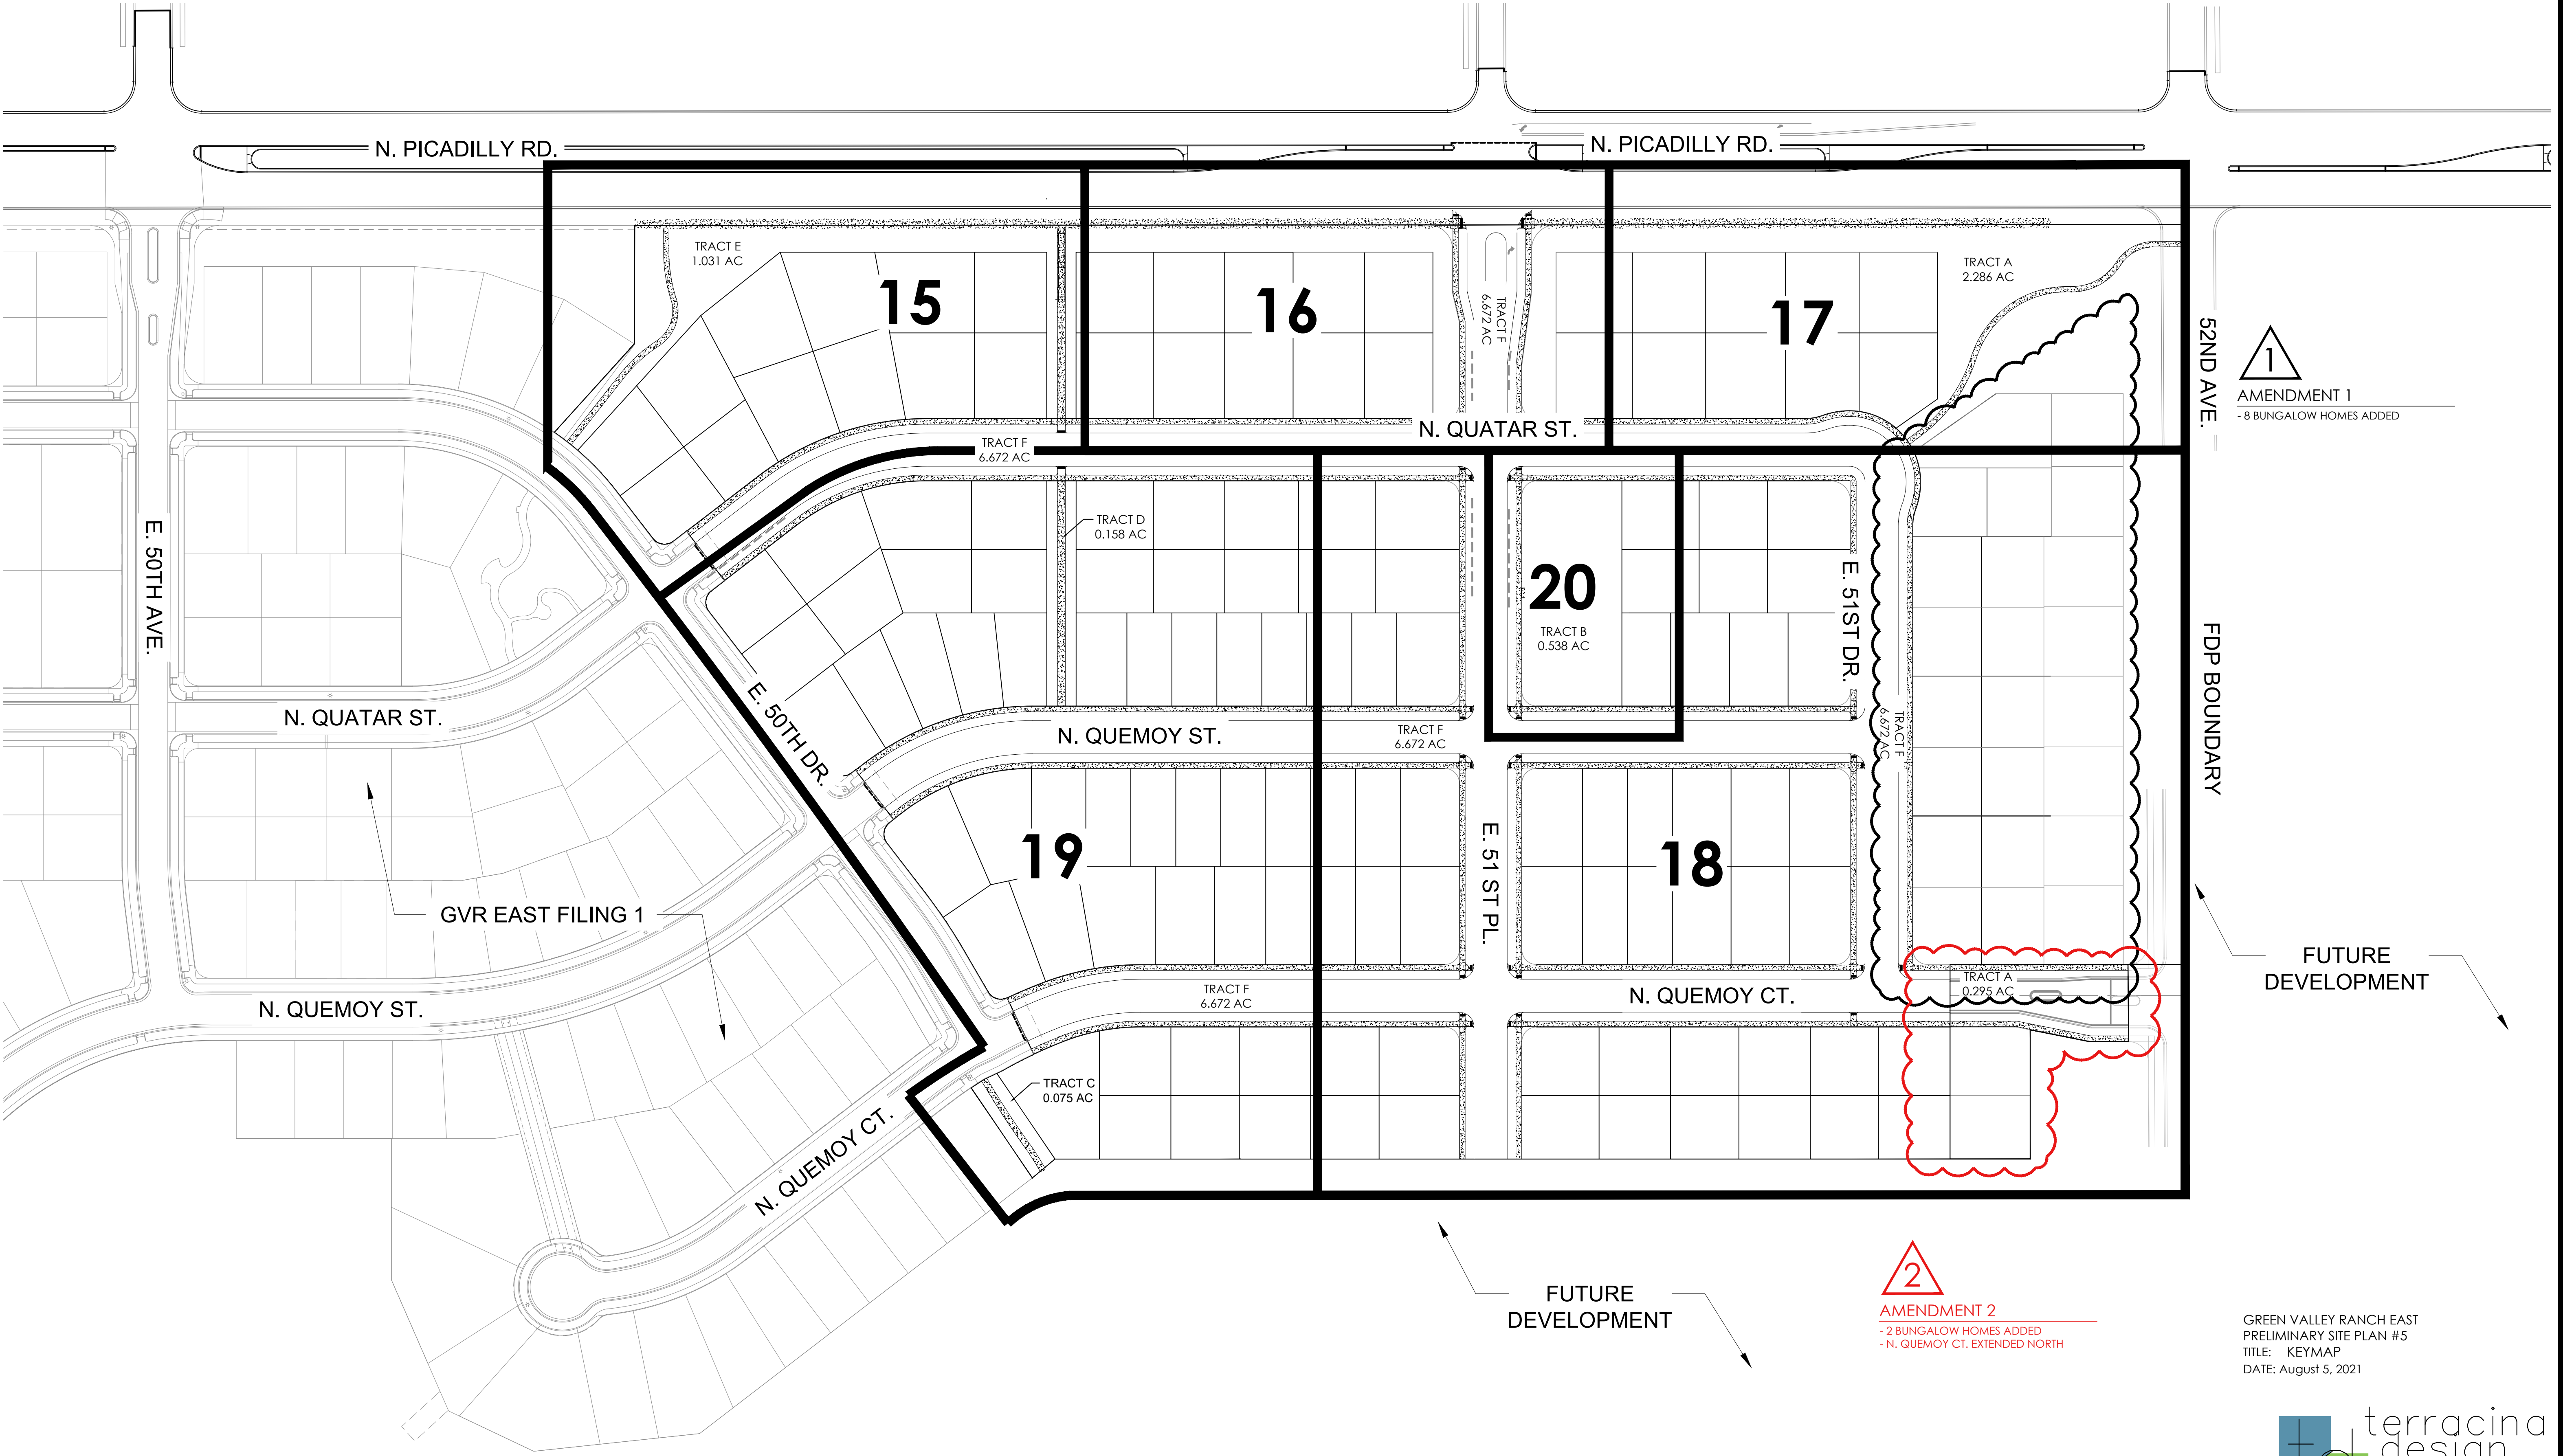 N. PICADILLY RD.
N. PICADILLY RD.
TRACT E
1.031 AC
15
16
TRACT F
6.672 AC
17
TRACT A
2.286 AC
52ND AVE.
1
AMENDMENT 1
- 8 BUNGALOW HOMES ADDED
N. QUATAR ST.
TRACT F
6.672 AC
E. 50TH AVE.
TRACT D
0.158 AC
20
TRACT B
0.538 AC
E. 51ST DR.
TRACT F
6.672 AC
FDP BOUNDARY
E. 50TH DR.
N. QUATAR ST.
N. QUEMOY ST.
TRACT F
6.672 AC
19
E. 51 ST PL.
18
GVR EAST FILING 1
FUTURE
DEVELOPMENT
N. QUEMOY ST.
TRACT F
6.672 AC
N. QUEMOY CT.
TRACT A
0.295 AC
TRACT C
0.075 AC
N. QUEMOY CT.
FUTURE
DEVELOPMENT
2
AMENDMENT 2
- 2 BUNGALOW HOMES ADDED
- N. QUEMOY CT. EXTENDED NORTH
GREEN VALLEY RANCH EAST
PRELIMINARY SITE PLAN #5
TITLE: KEYMAP
DATE: August 5, 2021
td
terracina
design